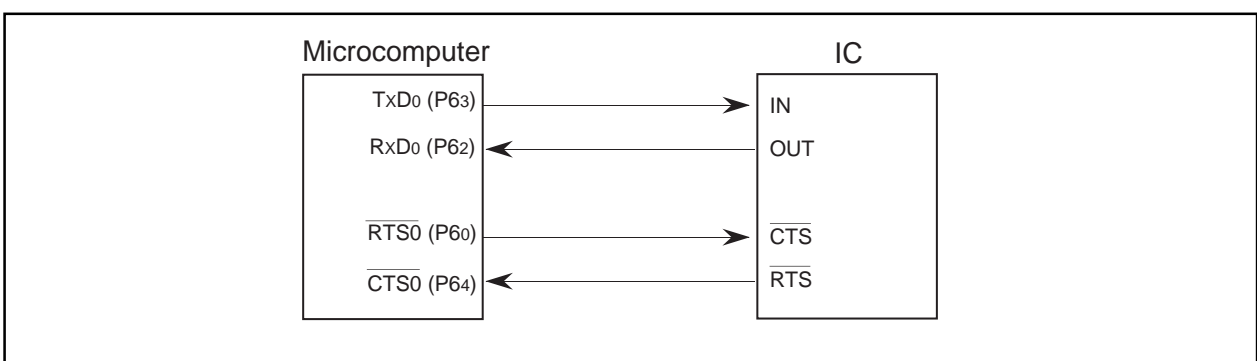 Microcomputer IC
TxD0 (P63) IN
RxD0 (P62) OUT
RTS0 (P60) CTS
CTS0 (P64) RTS